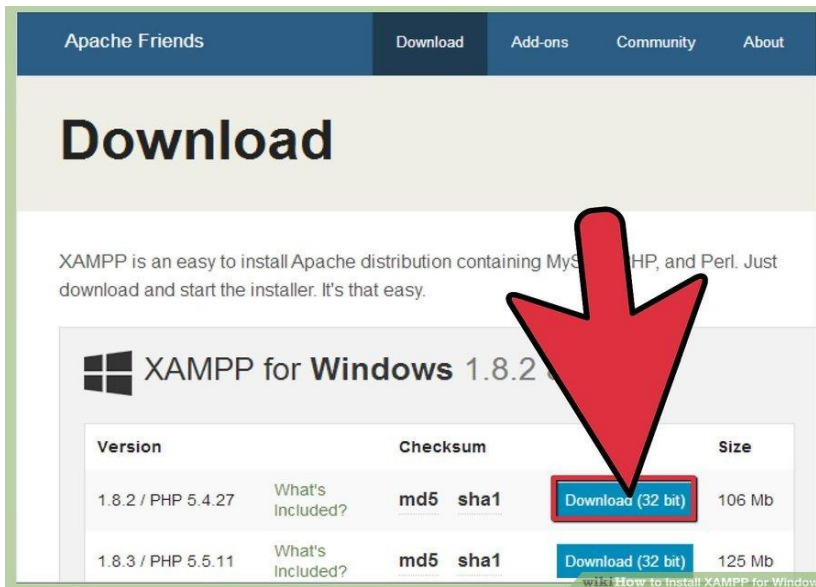 Apache Friends Download Add-ons Community About
Download
XAMPP is an easy to install Apache distribution containing HP, and Perl. Just
download and start the installer. It's that easy.
XAMPP for Windows 1.8.2
Version Checksum Size
1.8.2 / PHP 5.4.27 What's Included? md5 sha1 Download (32 bit) 106 Mb
1.8.3 / PHP 5.5.11 What's Included? md5 sha1 Download (32 bit) 125 Mb
wikiHow to Install XAMPP for Window